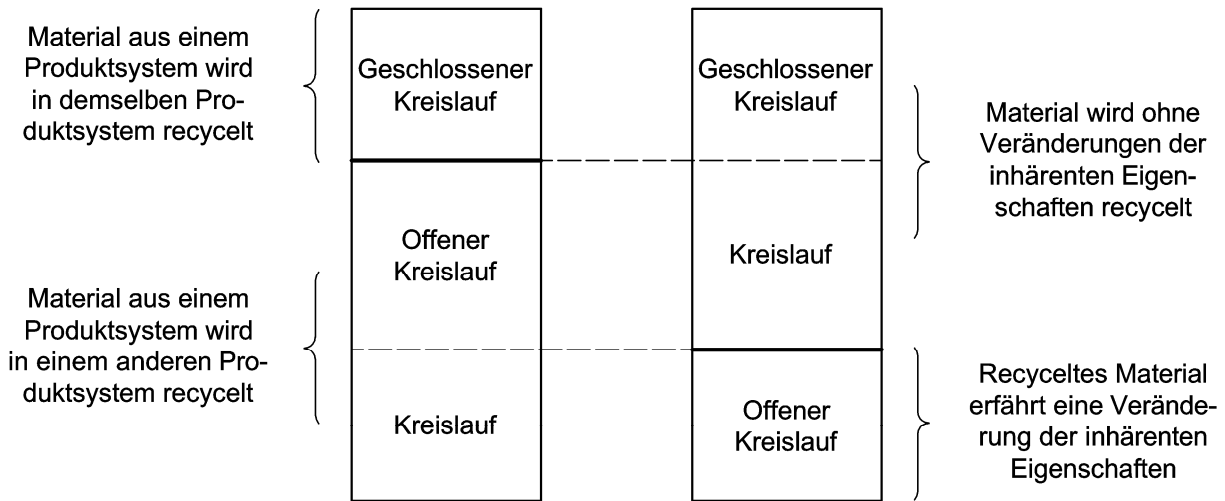 Material aus einem
Produktsystem wird
in demselben Pro-
duktsystem recycelt
Geschlossener
Kreislauf
Geschlossener
Kreislauf
Material wird ohne
Veränderungen der
inhärenten Eigen-
schaften recycelt
Offener
Kreislauf
Kreislauf
Material aus einem
Produktsystem wird
in einem anderen Pro-
duktsystem recycelt
Kreislauf
Offener
Kreislauf
Recyceltes Material
erfährt eine Verände-
rung der inhärenten
Eigenschaften